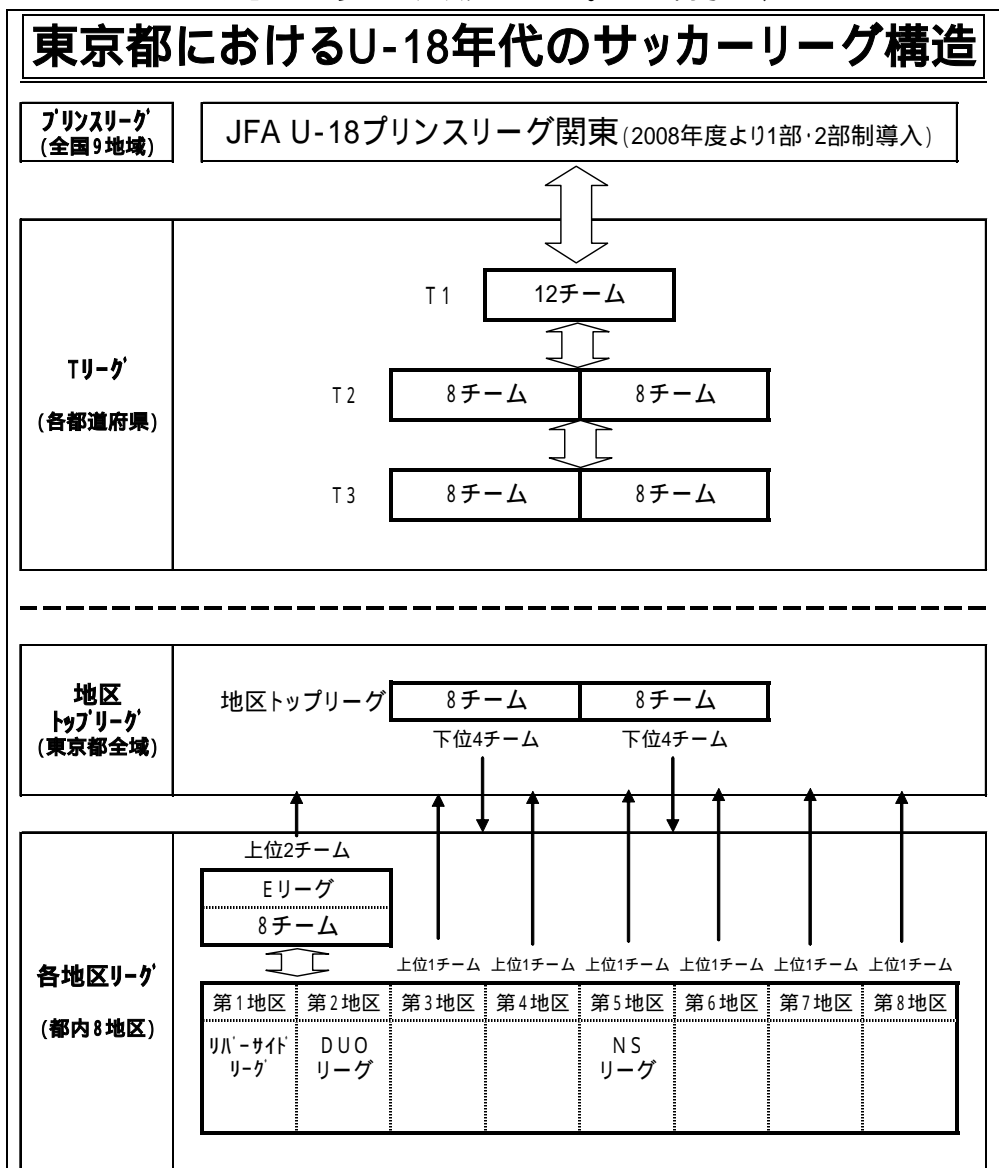 東京都におけるU-18年代のサッカーリーグ構造
ﾌﾟﾘﾝｽﾘｰｸﾞ
(全国9地域)
JFA U-18プリンスリーグ関東(2008年度より1部・2部制導入)
T1 12チーム
Tﾘｰｸﾞ
(各都道府県)
T2 8チーム 8チーム
T3 8チーム 8チーム
地区
ﾄｯﾌﾟﾘｰｸﾞ
(東京都全域)
地区トップリーグ 8チーム 8チーム
下位4チーム 下位4チーム
上位2チーム
Eリーグ
8チーム
各地区ﾘｰｸﾞ
(都内8地区)
上位1チーム 上位1チーム 上位1チーム 上位1チーム 上位1チーム 上位1チーム
第1地区 第2地区 第3地区 第4地区 第5地区 第6地区 第7地区 第8地区
ﾘﾊﾞｰｻｲﾄﾞ DUO NS
ﾘｰｸﾞ リーグ リーグ